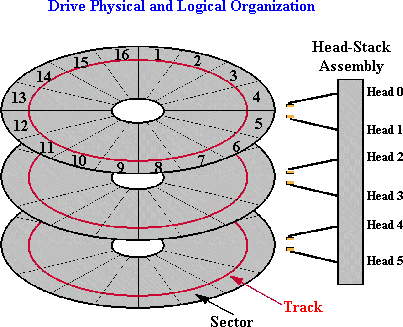 Drive Physical and Logical Organization
Head-Stack
Assembly
16
1
15
2
14
3
13
4
12
5
11
6
10
7
9
8
Head 0
Head 1
Head 2
Head 3
Head 4
Head 5
Track
Sector